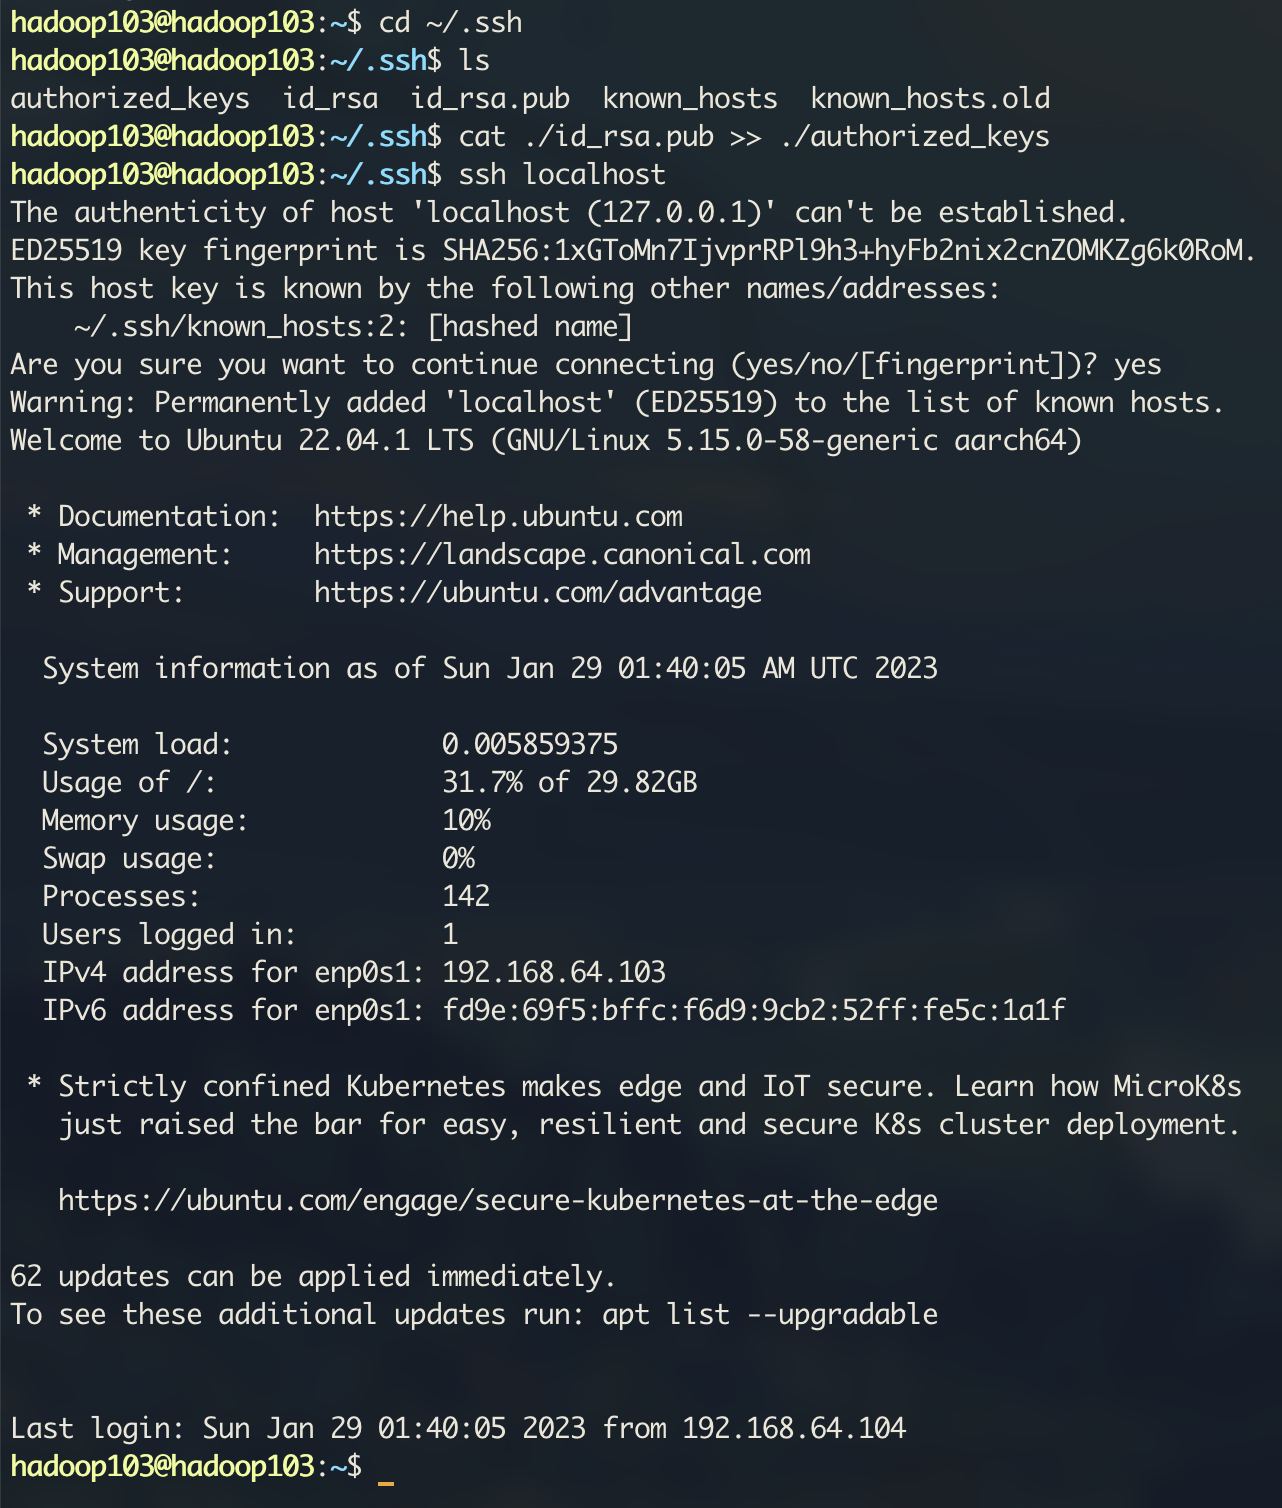 hadoop103@hadoop103:~$ cd ~/.ssh
hadoop103@hadoop103:~/.ssh$ ls
authorized_keys  id_rsa  id_rsa.pub  known_hosts  known_hosts.old
hadoop103@hadoop103:~/.ssh$ cat ./id_rsa.pub >> ./authorized_keys
hadoop103@hadoop103:~/.ssh$ ssh localhost
The authenticity of host 'localhost (127.0.0.1)' can't be established.
ED25519 key fingerprint is SHA256:1xGToMn7IjvprRPl9h3+hyFb2nix2cnZOMKZg6k0RoM.
This host key is known by the following other names/addresses:
    ~/.ssh/known_hosts:2: [hashed name]
Are you sure you want to continue connecting (yes/no/[fingerprint])? yes
Warning: Permanently added 'localhost' (ED25519) to the list of known hosts.
Welcome to Ubuntu 22.04.1 LTS (GNU/Linux 5.15.0-58-generic aarch64)

 * Documentation:  https://help.ubuntu.com
 * Management:     https://landscape.canonical.com
 * Support:        https://ubuntu.com/advantage

  System information as of Sun Jan 29 01:40:05 AM UTC 2023

  System load:             0.005859375
  Usage of /:              31.7% of 29.82GB
  Memory usage:            10%
  Swap usage:              0%
  Processes:               142
  Users logged in:         1
  IPv4 address for enp0s1: 192.168.64.103
  IPv6 address for enp0s1: fd9e:69f5:bffc:f6d9:9cb2:52ff:fe5c:1a1f

 * Strictly confined Kubernetes makes edge and IoT secure. Learn how MicroK8s
   just raised the bar for easy, resilient and secure K8s cluster deployment.

   https://ubuntu.com/engage/secure-kubernetes-at-the-edge

62 updates can be applied immediately.
To see these additional updates run: apt list --upgradable


Last login: Sun Jan 29 01:40:05 2023 from 192.168.64.104
hadoop103@hadoop103:~$